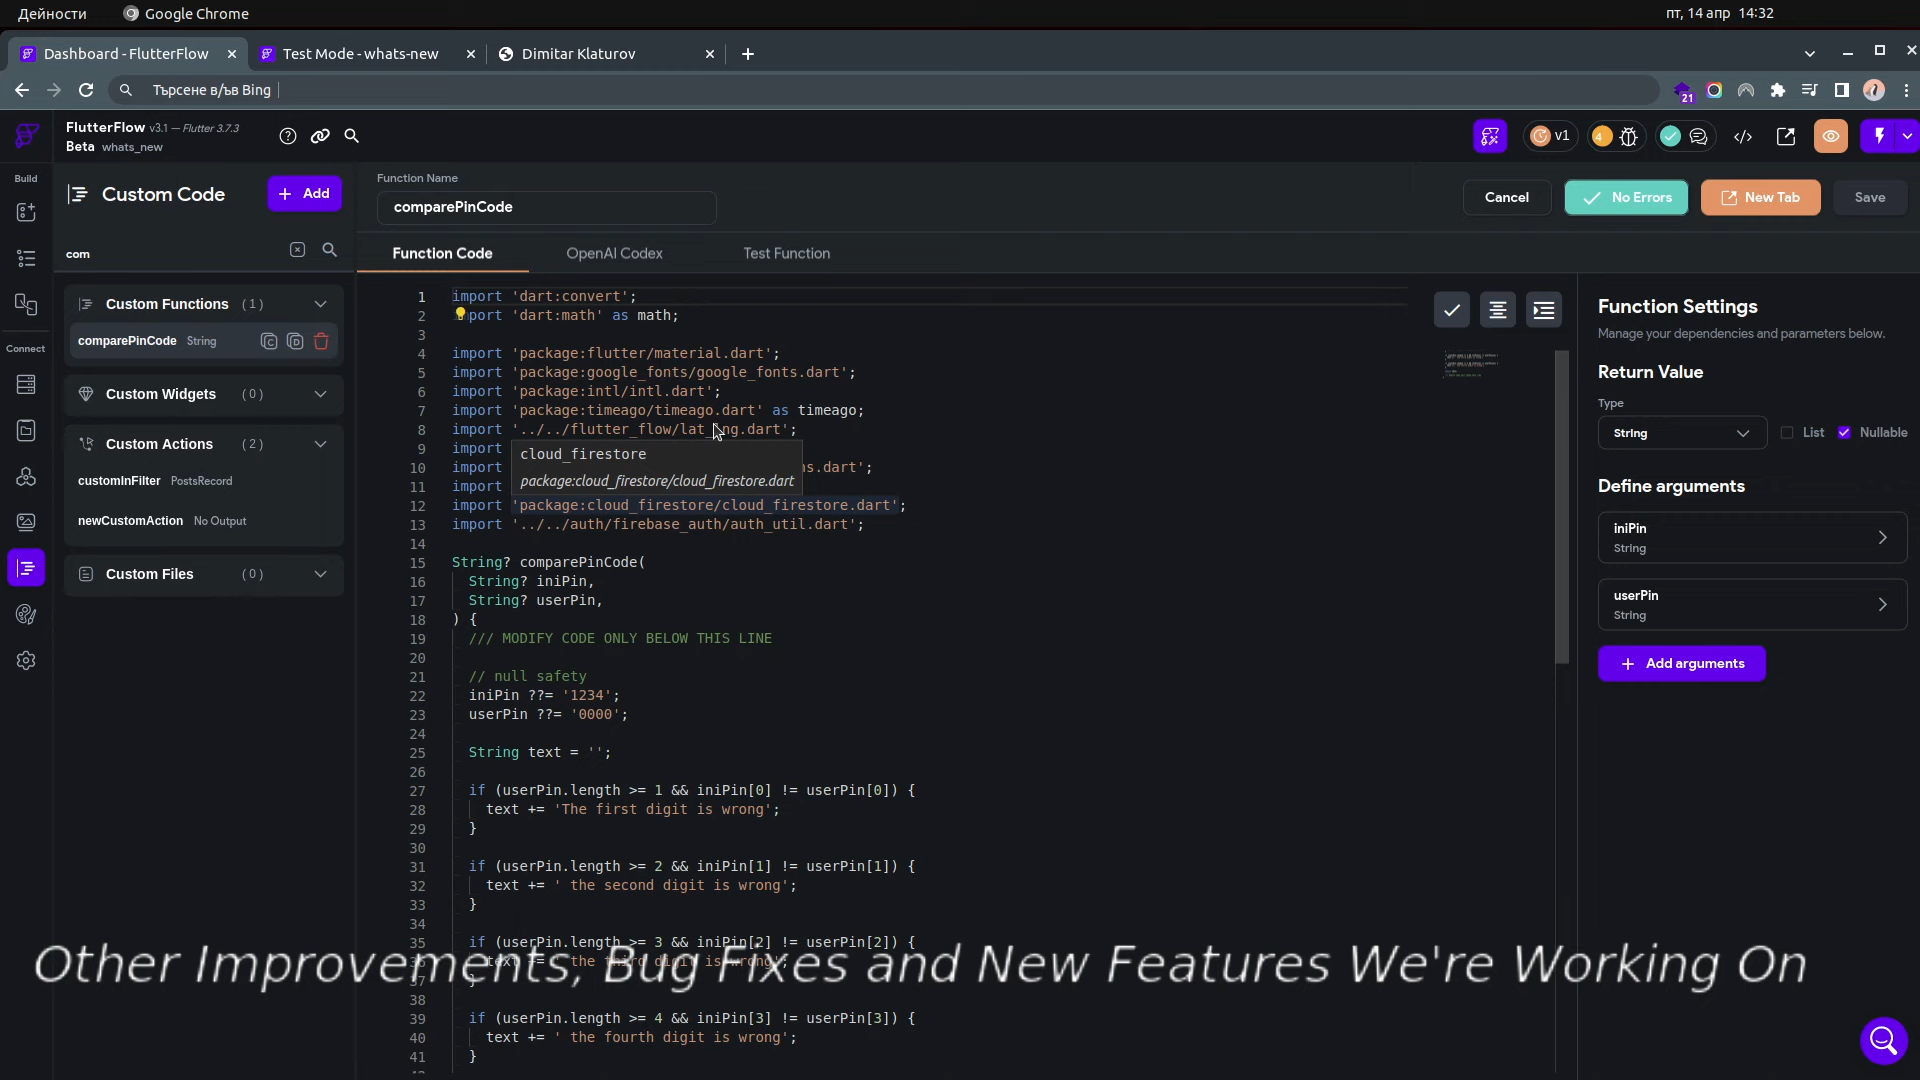 Дейности
Google Chrome
пт, 14 апр 14:32
Dashboard - FlutterFlow
Test Mode - whats-new
Dimitar Klaturov
Търсене в/ъв Bing
21
FlutterFlow v3.1 — Flutter 3.7.3
Beta whats_new
v1
4
Build
Connect
Custom Code
+ Add
com
Custom Functions (1)
comparePinCode String
Custom Widgets (0)
Custom Actions (2)
customInFilter PostsRecord
newCustomAction No Output
Custom Files (0)
Function Name
comparePinCode
Cancel
No Errors
New Tab
Save
Function Code
OpenAI Codex
Test Function
1 import 'dart:convert';
2 port 'dart:math' as math;
3
4 import 'package:flutter/material.dart';
5 import 'package:google_fonts/google_fonts.dart';
6 import 'package:intl/intl.dart';
7 import 'package:timeago/timeago.dart' as timeago;
8 import '../../flutter_flow/lat_lng.dart';
9 import
cloud_firestore
10 import ns.dart';
package:cloud_firestore/cloud_firestore.dart
11 import
12 import 'package:cloud_firestore/cloud_firestore.dart';
13 import '../../auth/firebase_auth/auth_util.dart';
14
15 String? comparePinCode(
16 String? iniPin,
17 String? userPin,
18 ) {
19 /// MODIFY CODE ONLY BELOW THIS LINE
20
21 // null safety
22 iniPin ??= '1234';
23 userPin ??= '0000';
24
25 String text = '';
26
27 if (userPin.length >= 1 && iniPin[0] != userPin[0]) {
28 text += 'The first digit is wrong';
29 }
30
31 if (userPin.length >= 2 && iniPin[1] != userPin[1]) {
32 text += ' the second digit is wrong';
33 }
34
35 if (userPin.length >= 3 && iniPin[2] != userPin[2]) {
text += ' the third digit is wrong';
Other Improvements, Bug Fixes and New Features We're Working On
37 }
38
39 if (userPin.length >= 4 && iniPin[3] != userPin[3]) {
40 text += ' the fourth digit is wrong';
41 }
Function Settings
Manage your dependencies and parameters below.
Return Value
Type
String
List
Nullable
Define arguments
iniPin
String
userPin
String
+ Add arguments